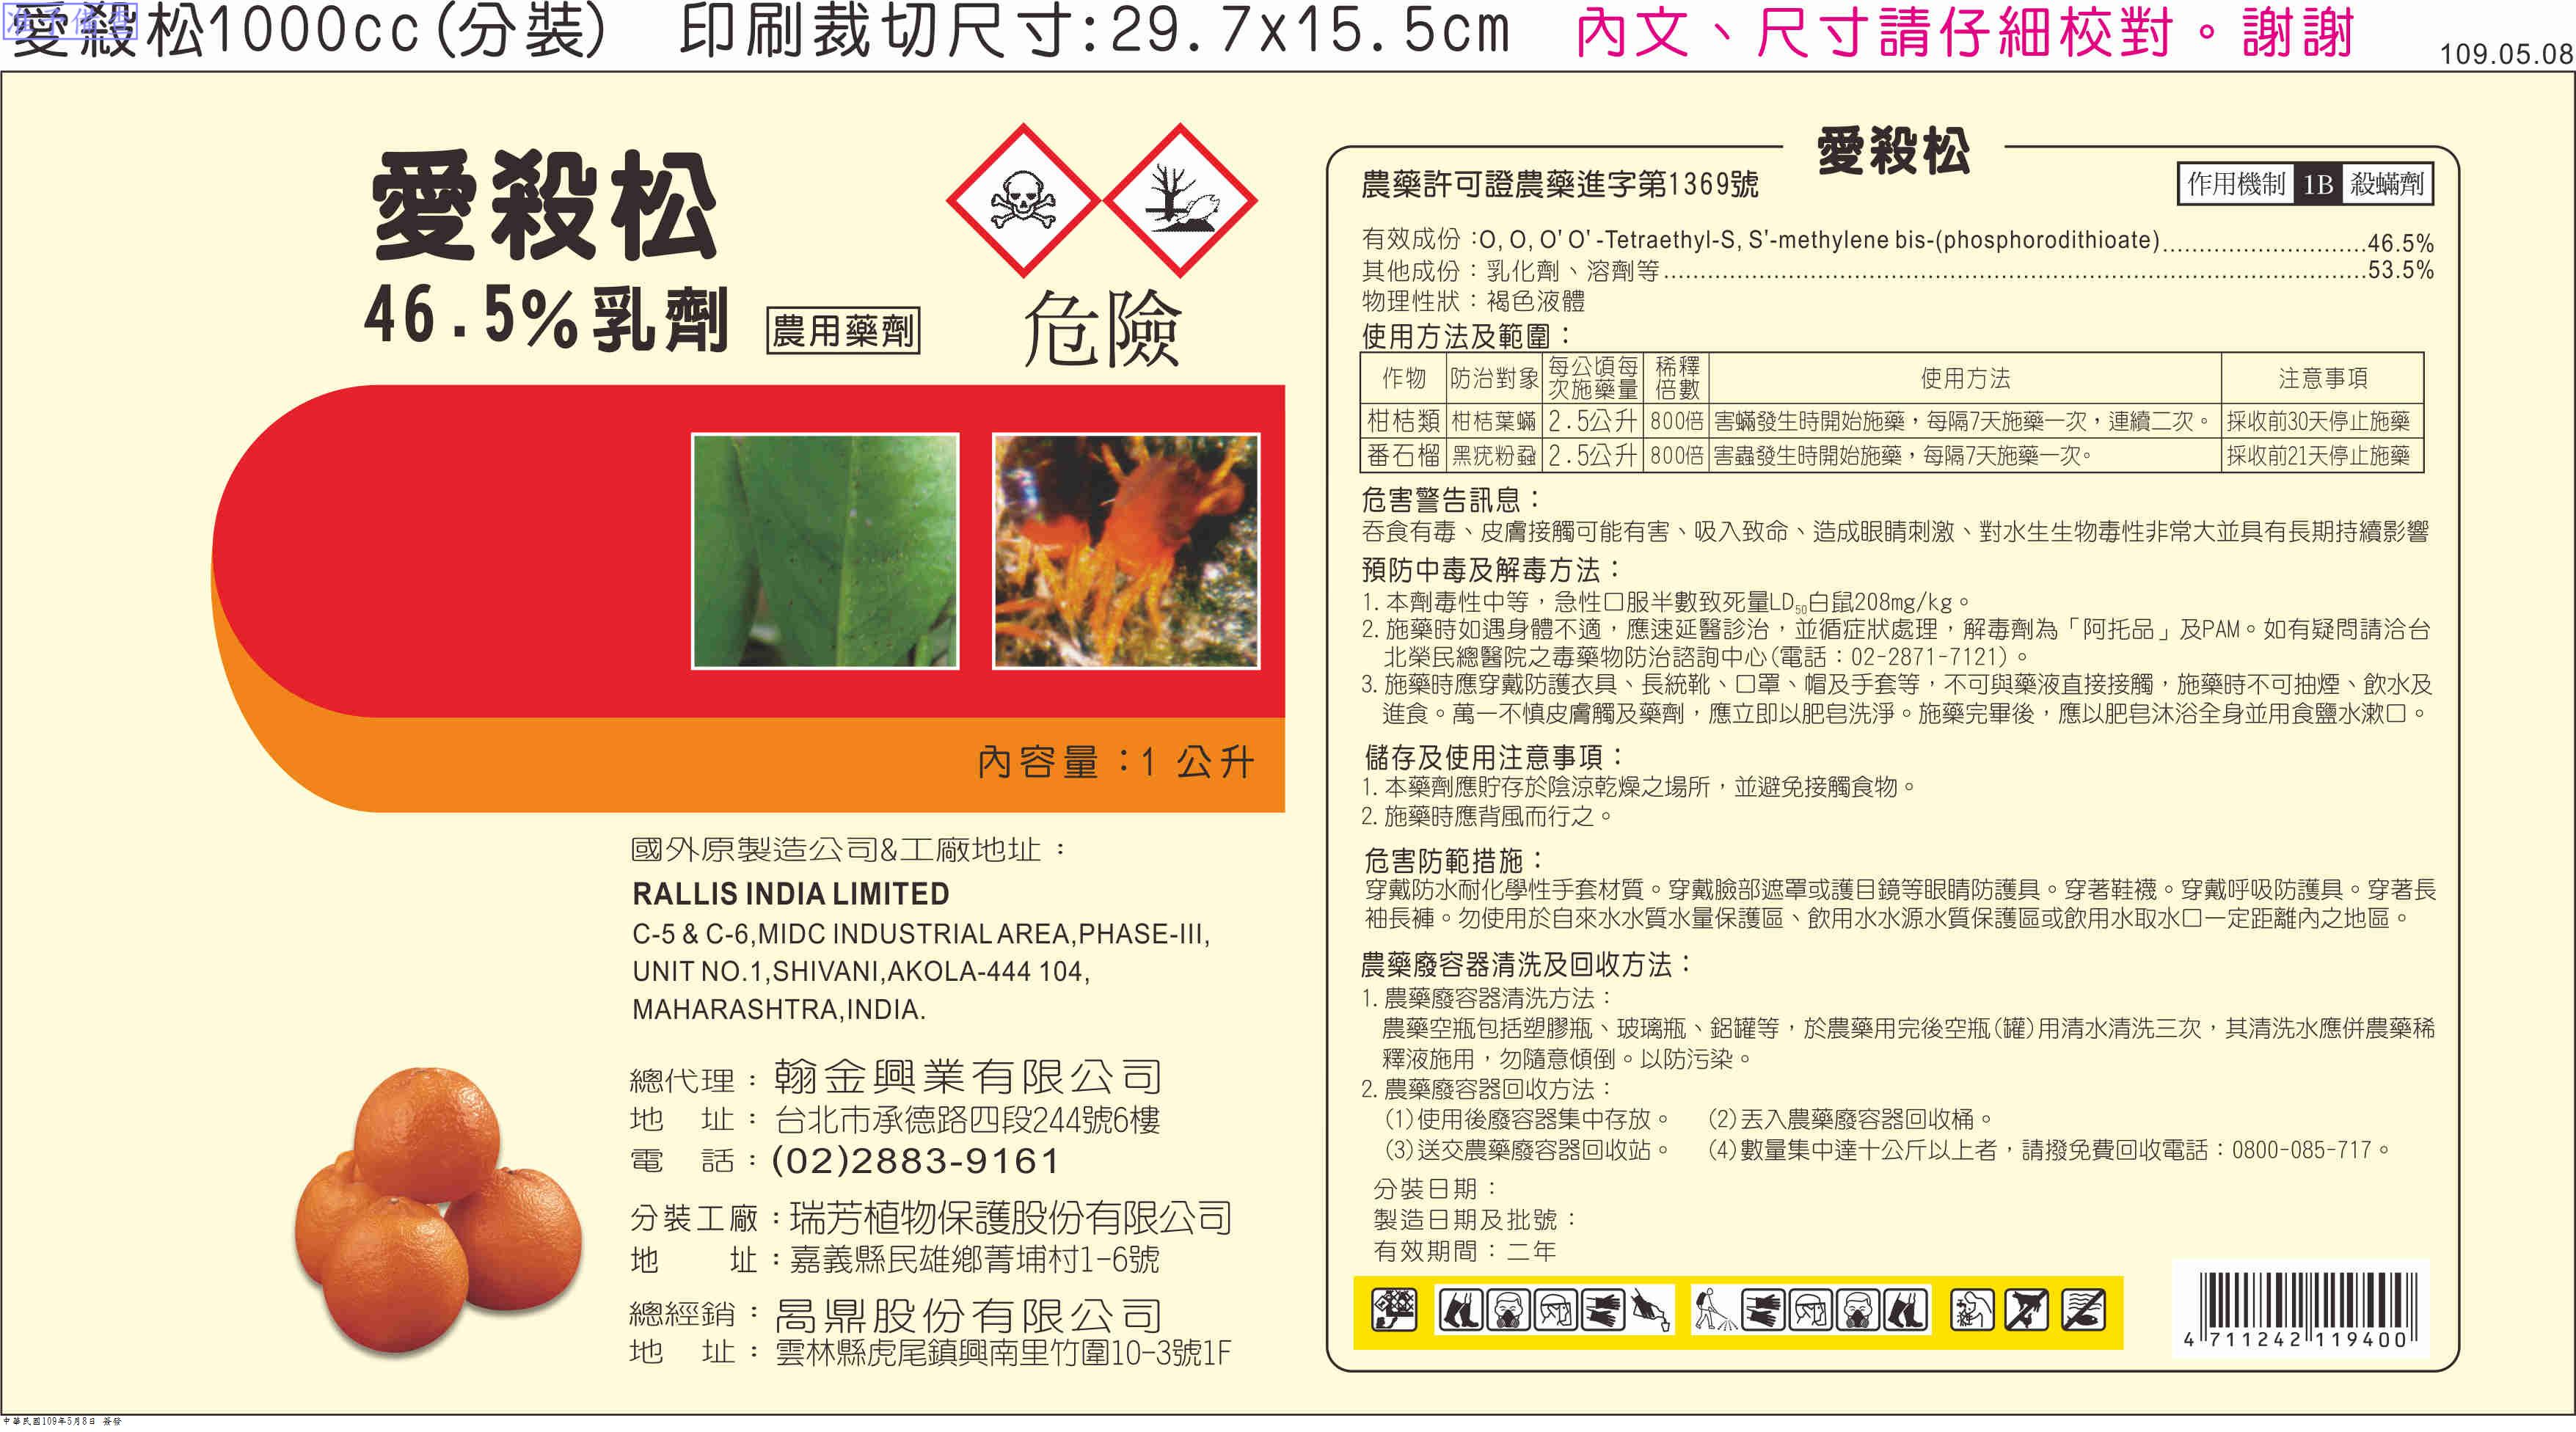 准予備查
愛殺松1000cc(分裝) 印刷裁切尺寸:29.7x15.5cm 內文、尺寸請仔細校對。謝謝
109.05.08
愛殺松
46.5%乳劑
農用藥劑
危險
內容量:1 公升
國外原製造公司&工廠地址:
RALLIS INDIA LIMITED
C-5 & C-6,MIDC INDUSTRIAL AREA,PHASE-III,
UNIT NO.1,SHIVANI,AKOLA-444 104,
MAHARASHTRA,INDIA.
總代理:翰金興業有限公司
地 址:台北市承德路四段244號6樓
電 話:(02)2883-9161
分裝工廠:瑞芳植物保護股份有限公司
地 址:嘉義縣民雄鄉菁埔村1-6號
總經銷:昺鼎股份有限公司
地 址:雲林縣虎尾鎮興南里竹圍10-3號1F
愛殺松
農藥許可證農藥進字第1369號
作用機制 1B 殺蟎劑
有效成份:O, O, O' O' -Tetraethyl-S, S'-methylene bis-(phosphorodithioate)............................46.5%
其他成份:乳化劑、溶劑等................................................................................................53.5%
物理性狀:褐色液體
使用方法及範圍:
作物 防治對象 每公頃每次施藥量 稀釋倍數 使用方法 注意事項
柑桔類 柑桔葉蟎 2.5公升 800倍 害蟎發生時開始施藥,每隔7天施藥一次,連續二次。 採收前30天停止施藥
番石榴 黑疣粉蝨 2.5公升 800倍 害蟲發生時開始施藥,每隔7天施藥一次。 採收前21天停止施藥
危害警告訊息:
吞食有毒、皮膚接觸可能有害、吸入致命、造成眼睛刺激、對水生生物毒性非常大並具有長期持續影響
預防中毒及解毒方法:
1. 本劑毒性中等,急性口服半數致死量LD50白鼠208mg/kg。
2. 施藥時如遇身體不適,應速延醫診治,並循症狀處理,解毒劑為「阿托品」及PAM。如有疑問請洽台
北榮民總醫院之毒藥物防治諮詢中心(電話:02-2871-7121)。
3. 施藥時應穿戴防護衣具、長統靴、口罩、帽及手套等,不可與藥液直接接觸,施藥時不可抽煙、飲水及
進食。萬一不慎皮膚觸及藥劑,應立即以肥皂洗淨。施藥完畢後,應以肥皂沐浴全身並用食鹽水漱口。
儲存及使用注意事項:
1. 本藥劑應貯存於陰涼乾燥之場所,並避免接觸食物。
2. 施藥時應背風而行之。
危害防範措施:
穿戴防水耐化學性手套材質。穿戴臉部遮罩或護目鏡等眼睛防護具。穿著鞋襪。穿戴呼吸防護具。穿著長
袖長褲。勿使用於自來水水質水量保護區、飲用水水源水質保護區或飲用水取水口一定距離內之地區。
農藥廢容器清洗及回收方法:
1. 農藥廢容器清洗方法:
農藥空瓶包括塑膠瓶、玻璃瓶、鋁罐等,於農藥用完後空瓶(罐)用清水清洗三次,其清洗水應併農藥稀
釋液施用,勿隨意傾倒。以防污染。
2. 農藥廢容器回收方法:
(1)使用後廢容器集中存放。 (2)丟入農藥廢容器回收桶。
(3)送交農藥廢容器回收站。 (4)數量集中達十公斤以上者,請撥免費回收電話:0800-085-717。
分裝日期:
製造日期及批號:
有效期間:二年
4 711242 119400
中華民國109年5月8日 簽發